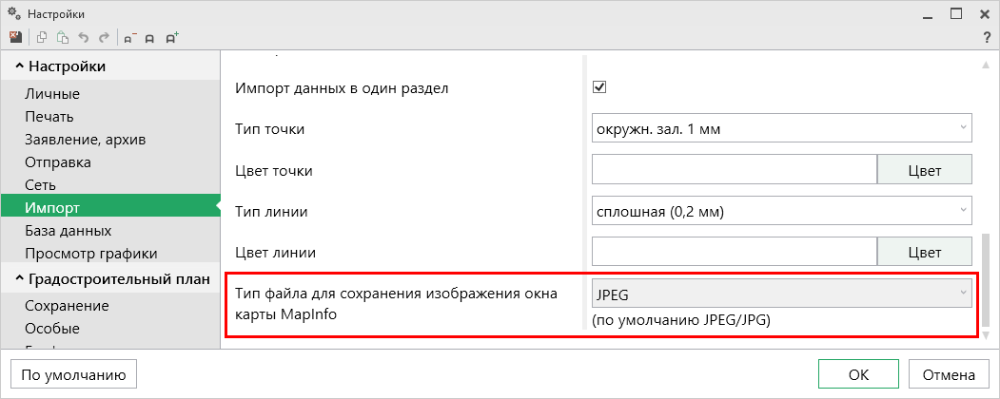 Настройки
?
Настройки
Личные
Печать
Заявление, архив
Отправка
Сеть
Импорт
База данных
Просмотр графики
Градостроительный план
Сохранение
Особые
Импорт данных в один раздел
Тип точки
окружн. зал. 1 мм
Цвет точки
Цвет
Тип линии
сплошная (0,2 мм)
Цвет линии
Цвет
Тип файла для сохранения изображения окна
карты MapInfo
JPEG
(по умолчанию JPEG/JPG)
По умолчанию
ОК
Отмена